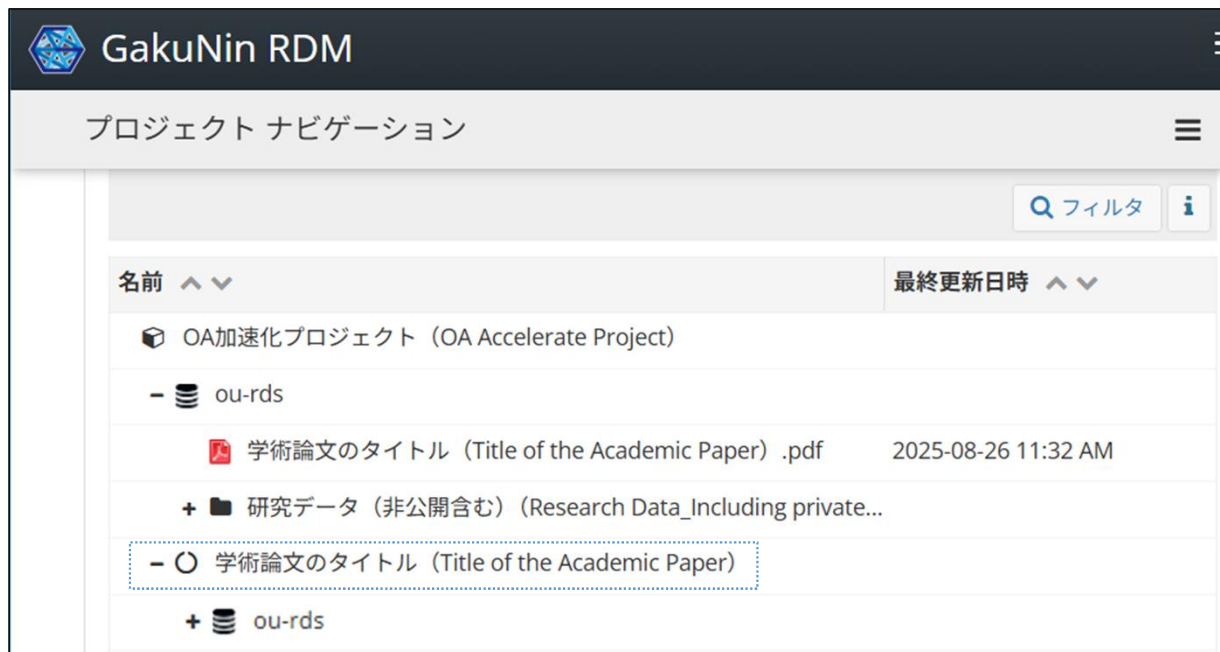 GakuNin RDM
プロジェクト ナビゲーション
フィルタ i
名前 最終更新日時
OA加速化プロジェクト（OA Accelerate Project）
ou-rds
学術論文のタイトル（Title of the Academic Paper）.pdf 2025-08-26 11:32 AM
研究データ（非公開含む）（Research Data_Including private...
学術論文のタイトル（Title of the Academic Paper）
ou-rds